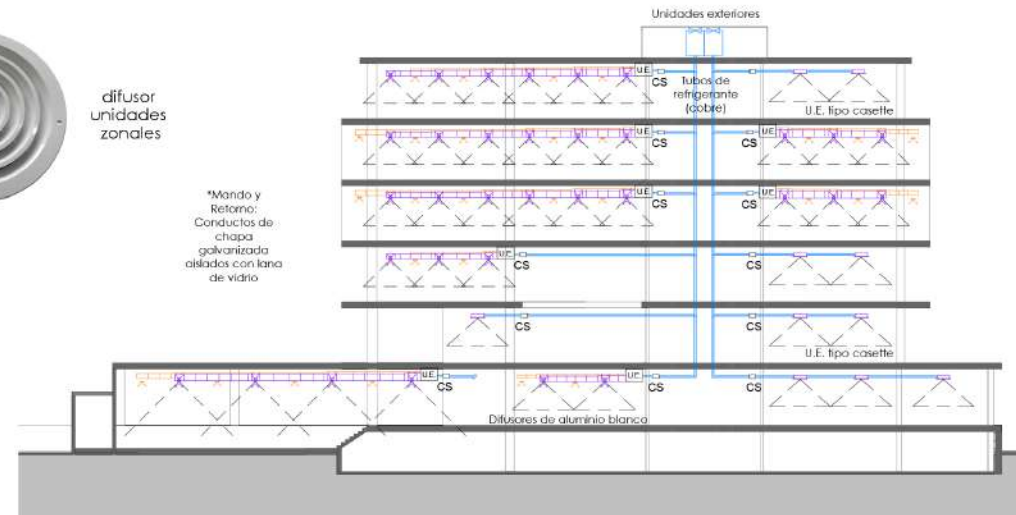 Unidades exteriores
difusor
unidades
zonales
U.E.
CS
Tubos de
refrigerante
(cobre)
CS
U.E. tipo casette
U.E.
CS
CS
U.E.
*Mando y
Retorno:
Conductos de
chapa
galvanizada
aislados con lana
de vidrio
U.E.
CS
CS
U.E.
U.E.
CS
CS
CS
CS
U.E. tipo casette
U.E.
CS
U.E.
CS
CS
Difusores de aluminio blanco